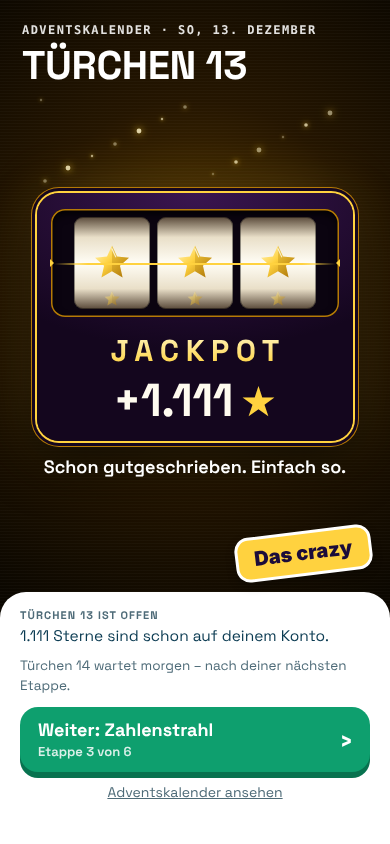 ADVENTSKALENDER · SO, 13. DEZEMBER
TÜRCHEN 13
JACKPOT
+1.111 ★
Schon gutgeschrieben. Einfach so.
Das crazy
TÜRCHEN 13 IST OFFEN
1.111 Sterne sind schon auf deinem Konto.
Türchen 14 wartet morgen – nach deiner nächsten
Etappe.
Weiter: Zahlenstrahl
Etappe 3 von 6
>
Adventskalender ansehen